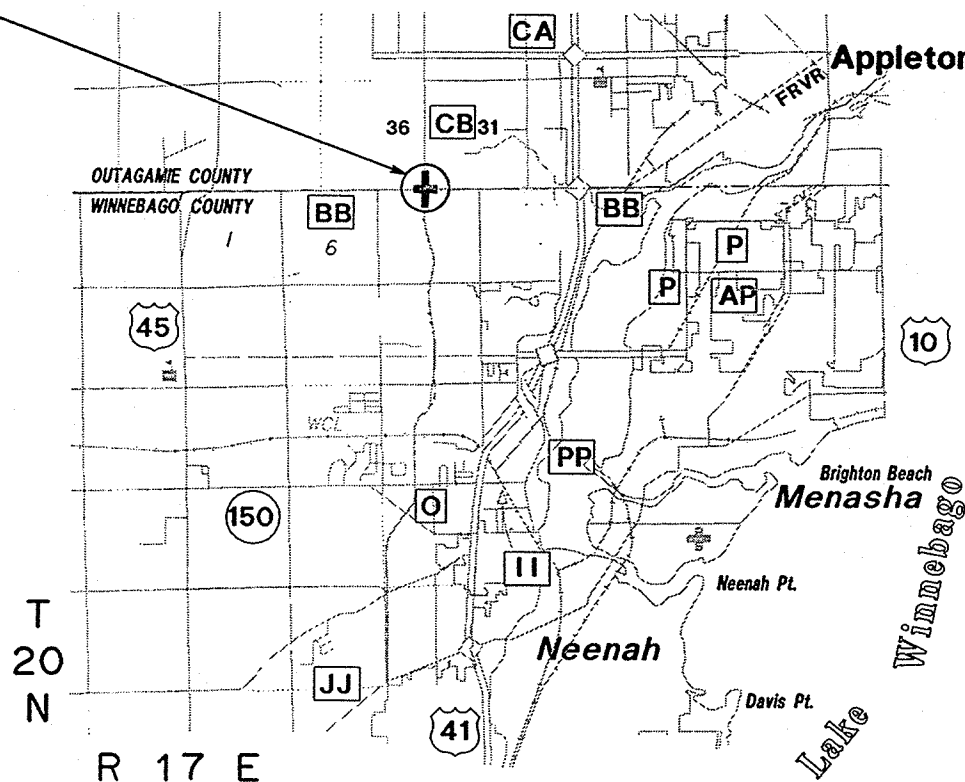 CA
Appleton
FRVR
36
CB
31
OUTAGAMIE COUNTY
WINNEBAGO COUNTY
BB
BB
1
6
P
P
AP
45
10
WCL
PP
Brighton Beach
Menasha
150
O
II
Neenah Pt.
T
20
N
Neenah
JJ
Davis Pt.
41
Lake Winnebago
R 17 E